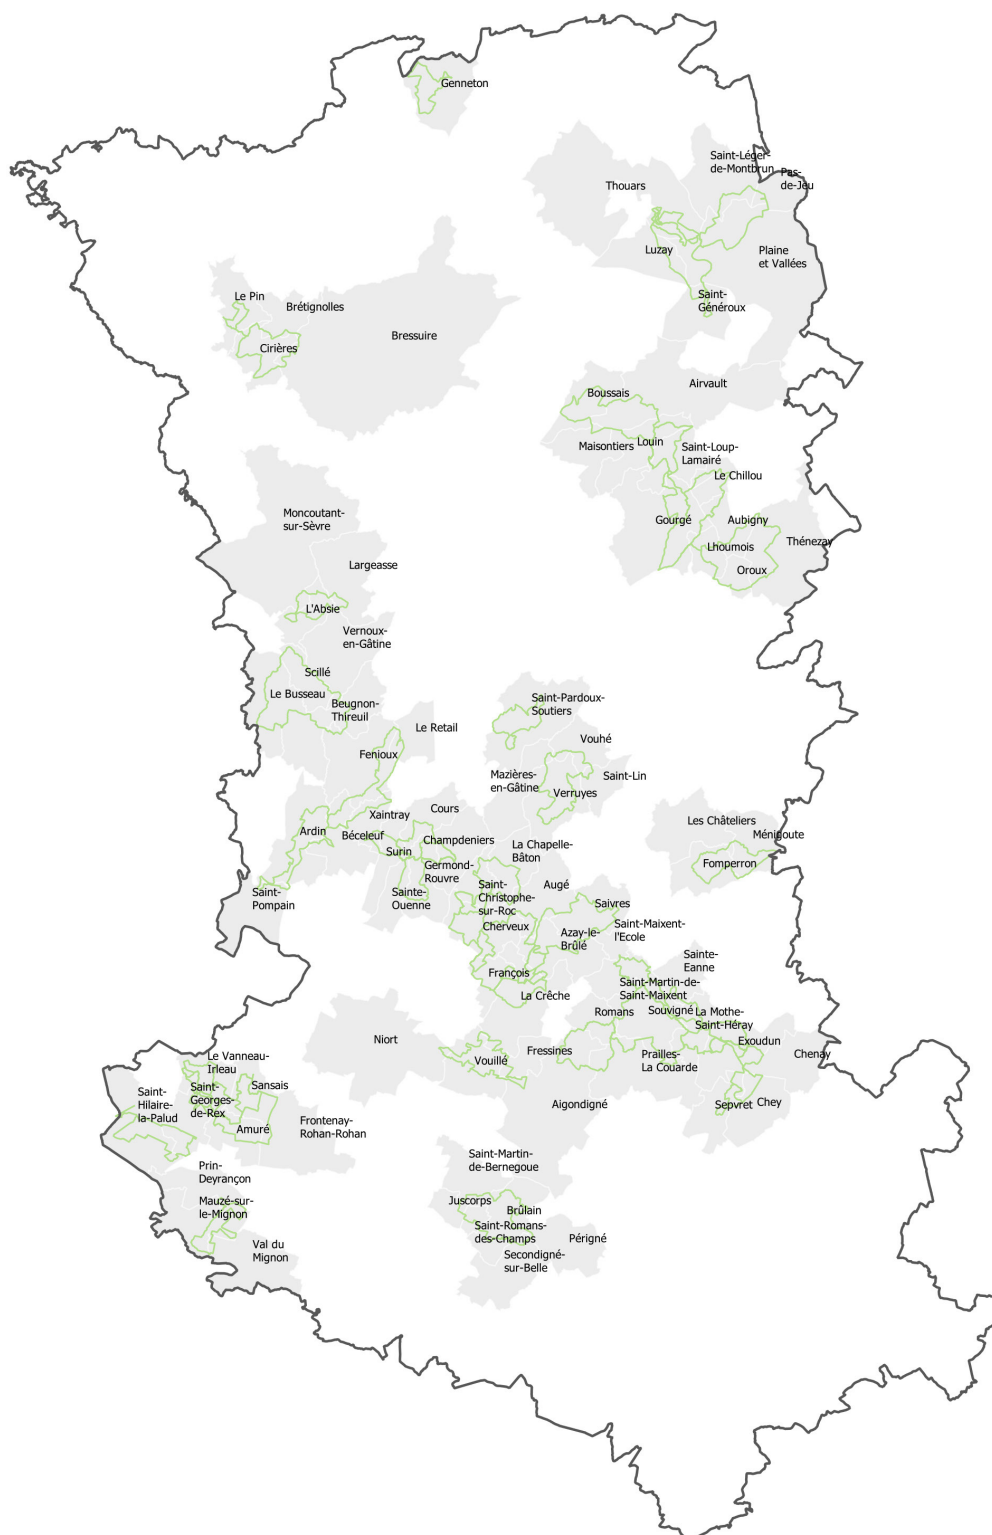 Genneton
Saint-Léger-
de-Montbrun
Pas-
de-Jeu
Thouars
Luzay
Plaine
et Vallées
Saint-
Généroux
Le Pin
Brétignolles
Cirières
Bressuire
Airvault
Boussais
Maisontiers
Louin
Saint-Loup-
Lamairé
Le Chillou
Gourgé
Aubigny
Lhoumois
Thénezay
Oroux
Moncoutant-
sur-Sèvre
Largeasse
L'Absie
Vernoux-
en-Gâtine
Scillé
Le Busseau
Beugnon-
Thireuil
Le Retail
Fenioux
Saint-Pardoux-
Soutiers
Vouhé
Mazières-
en-Gâtine
Saint-Lin
Verruyes
Xaintray
Cours
Ardin
Béceleuf
Surin
Champdeniers
Germond-
Rouvre
La Chapelle-
Bâton
Les Châteliers
Ménigoute
Fomperron
Saint-
Pompain
Sainte-
Ouenne
Saint-
Christophe-
sur-Roc
Augé
Saivres
Cherveux
Azay-le-
Brûlé
Saint-Maixent-
l'Ecole
François
La Crêche
Sainte-
Eanne
Saint-Martin-de-
Saint-Maixent
Romans
Souvigné
La Mothe-
Saint-Héray
Exoudun
Chenay
Niort
Vouillé
Fressines
Prailles-
La Couarde
Sepvret
Chey
Aigondigné
Le Vanneau-
Irleau
Saint-
Hilaire-
la-Palud
Saint-
Georges-
de-Rex
Sansais
Amuré
Frontenay-
Rohan-Rohan
Prin-
Deyrançon
Mauzé-sur-
le-Mignon
Val du
Mignon
Saint-Martin
de-Bernegoue
Juscorps
Brûlain
Saint-Romans-
des-Champs
Périgné
Secondigné-
sur-Belle